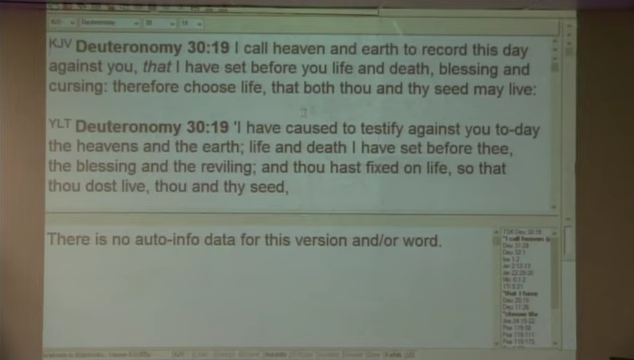 KJV Deuteronomy 30:19 I call heaven and earth to record this day
against you, that I have set before you life and death, blessing and
cursing: therefore choose life, that both thou and thy seed may live:
YLT Deuteronomy 30:19 'I have caused to testify against you to-day
the heavens and the earth; life and death I have set before thee,
the blessing and the reviling; and thou hast fixed on life, so that
thou dost live, thou and thy seed,
There is no auto-info data for this version and/or word.
"I call heaven